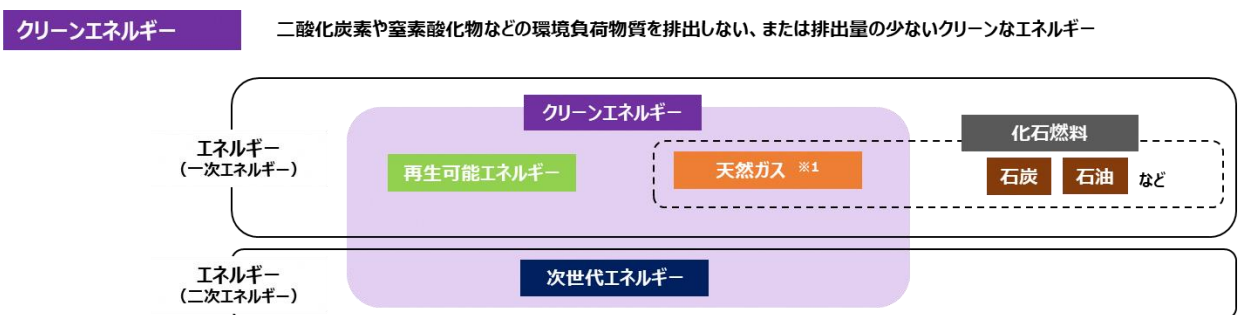 クリーンエネルギー
二酸化炭素や窒素酸化物などの環境負荷物質を排出しない、または排出量の少ないクリーンなエネルギー
クリーンエネルギー
化石燃料
エネルギー
(一次エネルギー)
再生可能エネルギー
天然ガス ※1
石炭 石油 など
エネルギー
(二次エネルギー)
次世代エネルギー